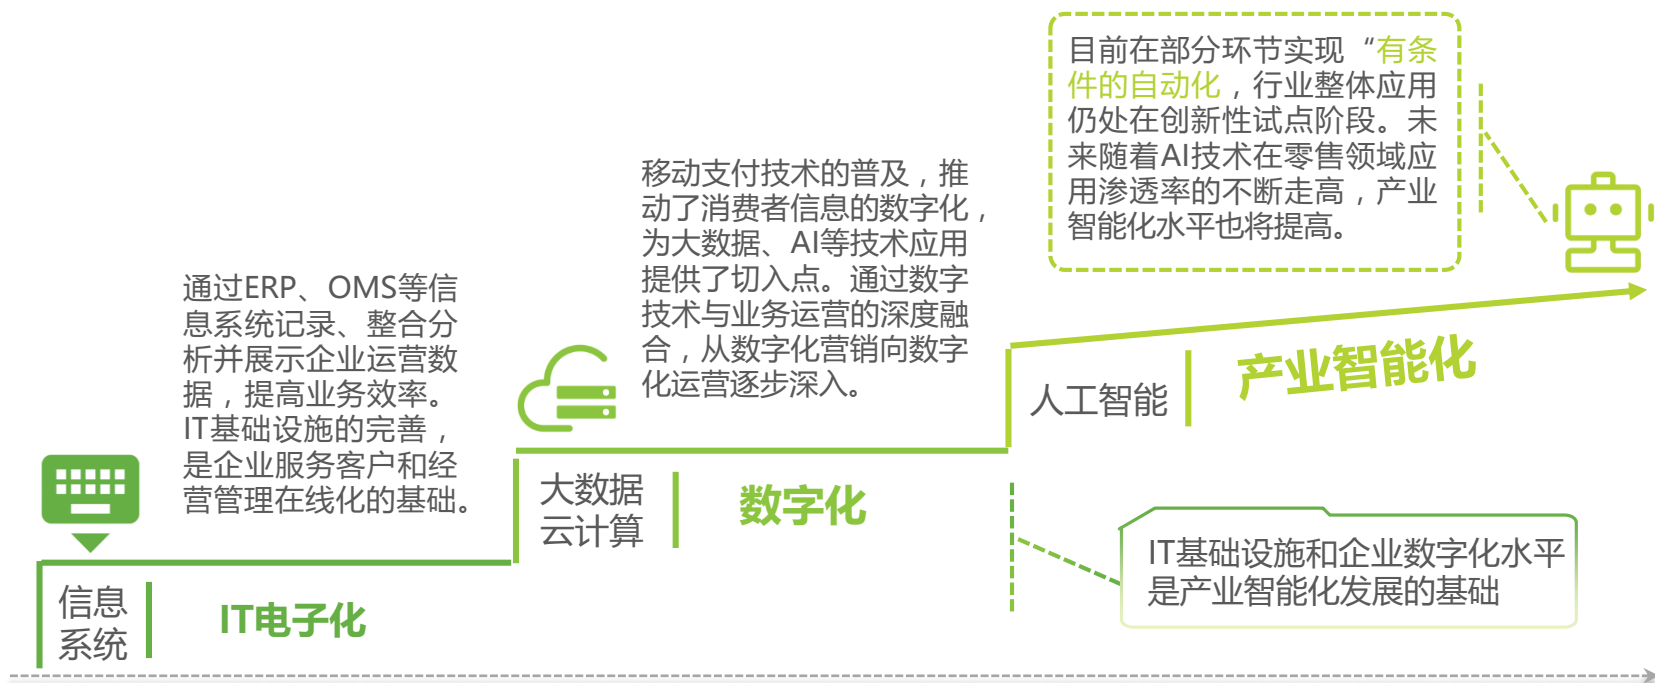 目前在部分环节实现“有条
件的自动化，行业整体应用
仍处在创新性试点阶段。未
来随着AI技术在零售领域应
用渗透率的不断走高，产业
智能化水平也将提高。
移动支付技术的普及，推
动了消费者信息的数字化，
为大数据、AI等技术应用
提供了切入点。通过数字
技术与业务运营的深度融
合，从数字化营销向数字
化运营逐步深入。
通过ERP、OMS等信
息系统记录、整合分
析并展示企业运营数
据，提高业务效率。
IT基础设施的完善，
是企业服务客户和经
营管理在线化的基础。
人工智能
产业智能化
大数据
云计算
数字化
IT基础设施和企业数字化水平
是产业智能化发展的基础
信息
系统
IT电子化